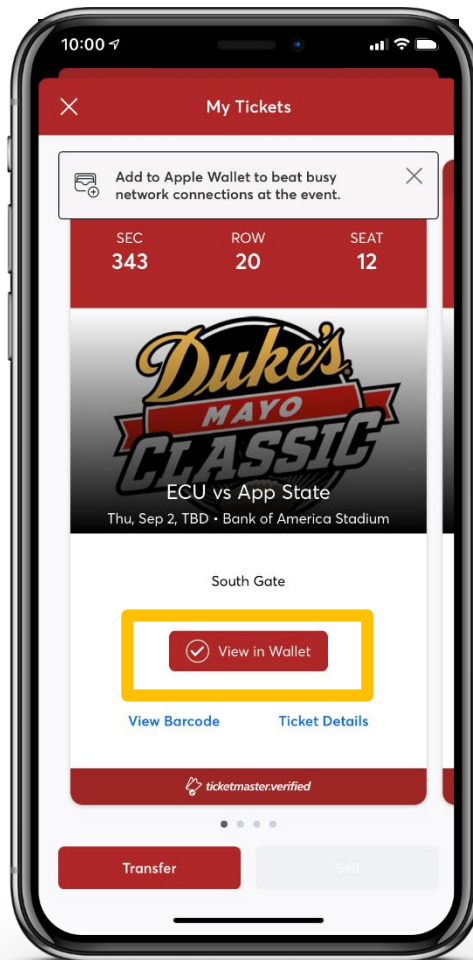 10:00
My Tickets
Add to Apple Wallet to beat busy
network connections at the event.
SEC ROW SEAT
343 20 12
Duke's
MAYO
CLASSIC
ECU vs App State
Thu, Sep 2, TBD • Bank of America Stadium
South Gate
View in Wallet
View Barcode Ticket Details
ticketmaster.verified
Transfer Sell